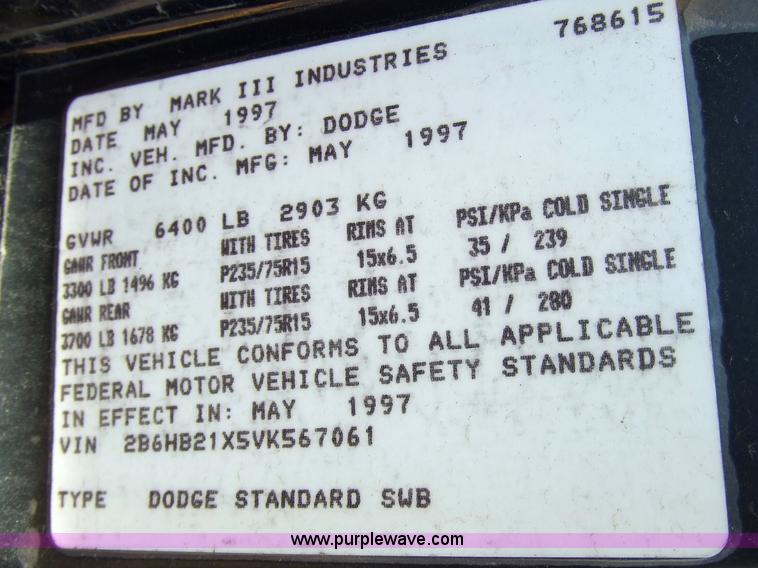 768615
MFD BY MARK III INDUSTRIES
DATE MAY 1997
INC. VEH. MFD. BY: DODGE
DATE OF INC. MFG: MAY 1997
GVWR 6400 LB 2903 KG
GAWR FRONT WITH TIRES RIMS AT PSI/KPa COLD SINGLE
3300 LB 1496 KG P235/75R15 15x6.5 35 / 239
GAWR REAR WITH TIRES RIMS AT PSI/KPa COLD SINGLE
3700 LB 1678 KG P235/75R15 15x6.5 41 / 280
THIS VEHICLE CONFORMS TO ALL APPLICABLE
FEDERAL MOTOR VEHICLE SAFETY STANDARDS
IN EFFECT IN: MAY 1997
VIN 2B6HB21X5VK567061
TYPE DODGE STANDARD SWB
www.purplewave.com